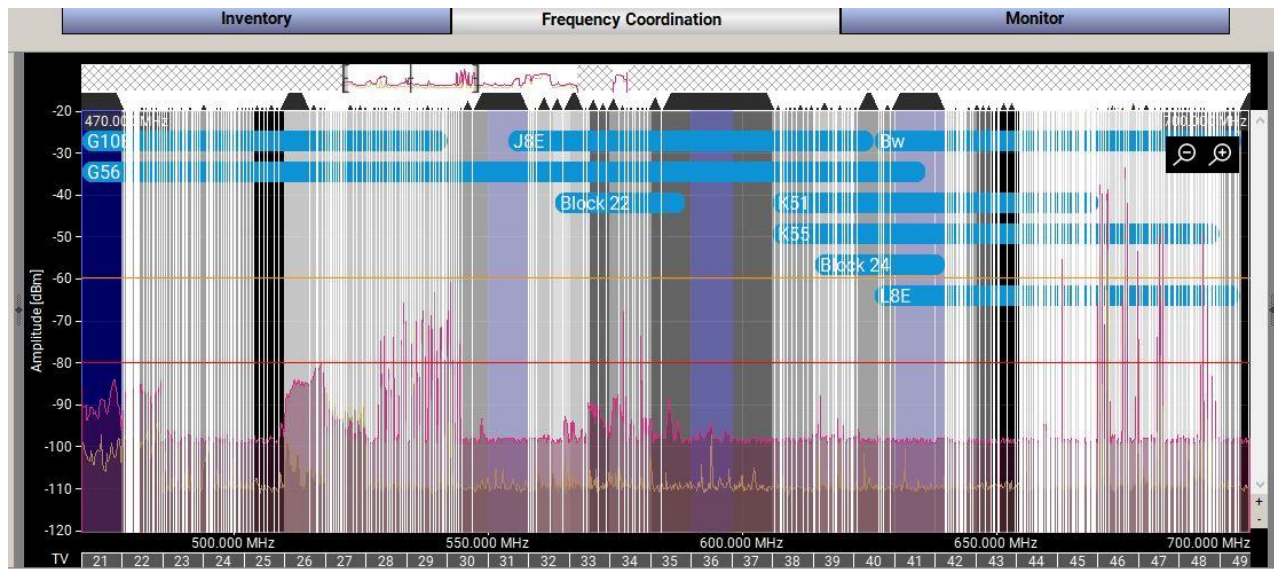 Inventory Frequency Coordination Monitor
-20
470.000 MHz 700.000 MHz
G10E J8E Bw
-30
G56
-40
Block 22 K51
-50
K55
Block 24
-60
L8E
-70
-80
-90
-100
-110
-120
Amplitude [dBm]
+
-
500.000 MHz 550.000 MHz 600.000 MHz 650.000 MHz 700.000 MHz
TV 21 22 23 24 25 26 27 28 29 30 31 32 33 34 35 36 37 38 39 40 41 42 43 44 45 46 47 48 49